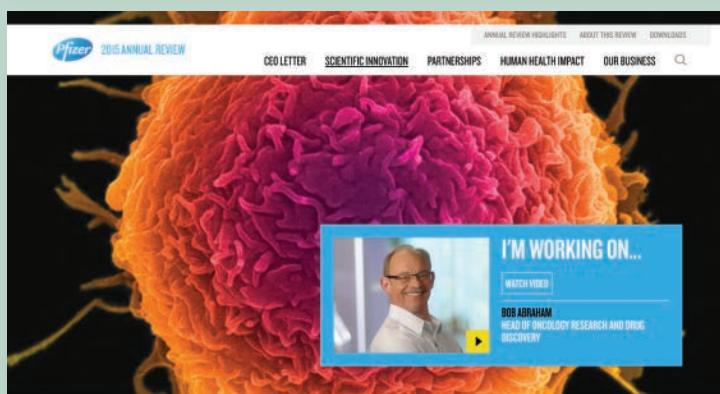 ANNUAL REVIEW HIGHLIGHTS ABOUT THIS REVIEW DOWNLOADS
Pfizer 2015 ANNUAL REVIEW
CEO LETTER SCIENTIFIC INNOVATION PARTNERSHIPS HUMAN HEALTH IMPACT OUR BUSINESS
I'M WORKING ON...
WATCH VIDEO
BOB ABRAHAM
HEAD OF ONCOLOGY RESEARCH AND DRUG
DISCOVERY